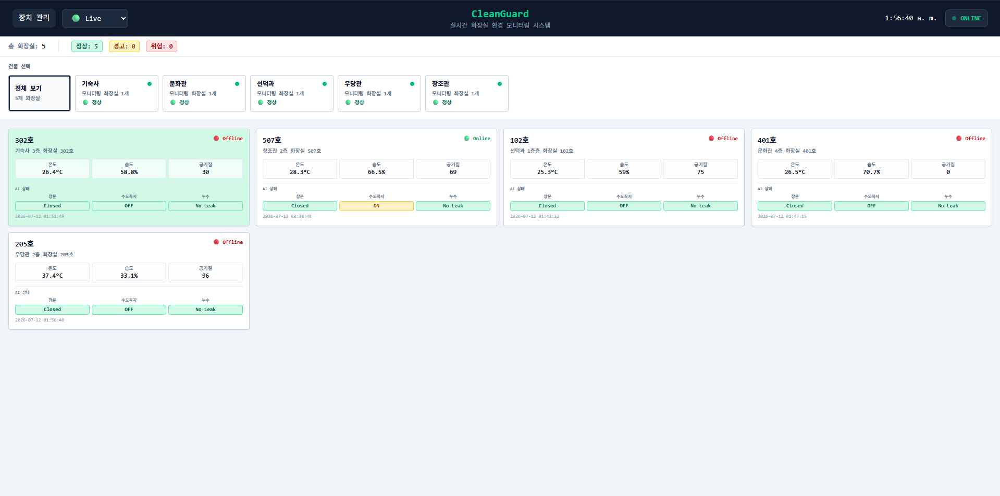 장치 관리
Live
CleanGuard
실시간 화장실 환경 모니터링 시스템
1:56:40 a. m.
ONLINE
총 화장실: 5
정상: 5
경고: 0
위험: 0
건물 선택
전체 보기
5개 화장실
기숙사
모니터링 화장실 1개
정상
문화관
모니터링 화장실 1개
정상
선덕과
모니터링 화장실 1개
정상
우당관
모니터링 화장실 1개
정상
창조관
모니터링 화장실 1개
정상
302호
Offline
기숙사 3층 화장실 302호
온도 습도 공기질
26.4°C 58.8% 30
AI 상태
창문 수도꼭지 누수
Closed OFF No Leak
2026-07-12 01:51:49
507호
Online
창조관 2층 화장실 507호
온도 습도 공기질
28.3°C 66.5% 69
AI 상태
창문 수도꼭지 누수
Closed ON No Leak
2026-07-13 00:38:48
102호
Offline
선덕과 1층층 화장실 102호
온도 습도 공기질
25.3°C 59% 75
AI 상태
창문 수도꼭지 누수
Closed OFF No Leak
2026-07-12 01:42:32
401호
Offline
문화관 4층 화장실 401호
온도 습도 공기질
26.5°C 70.7% 0
AI 상태
창문 수도꼭지 누수
Closed OFF No Leak
2026-07-12 01:47:15
205호
Offline
우당관 2층 화장실 205호
온도 습도 공기질
37.4°C 33.1% 96
AI 상태
창문 수도꼭지 누수
Closed OFF No Leak
2026-07-12 01:56:40